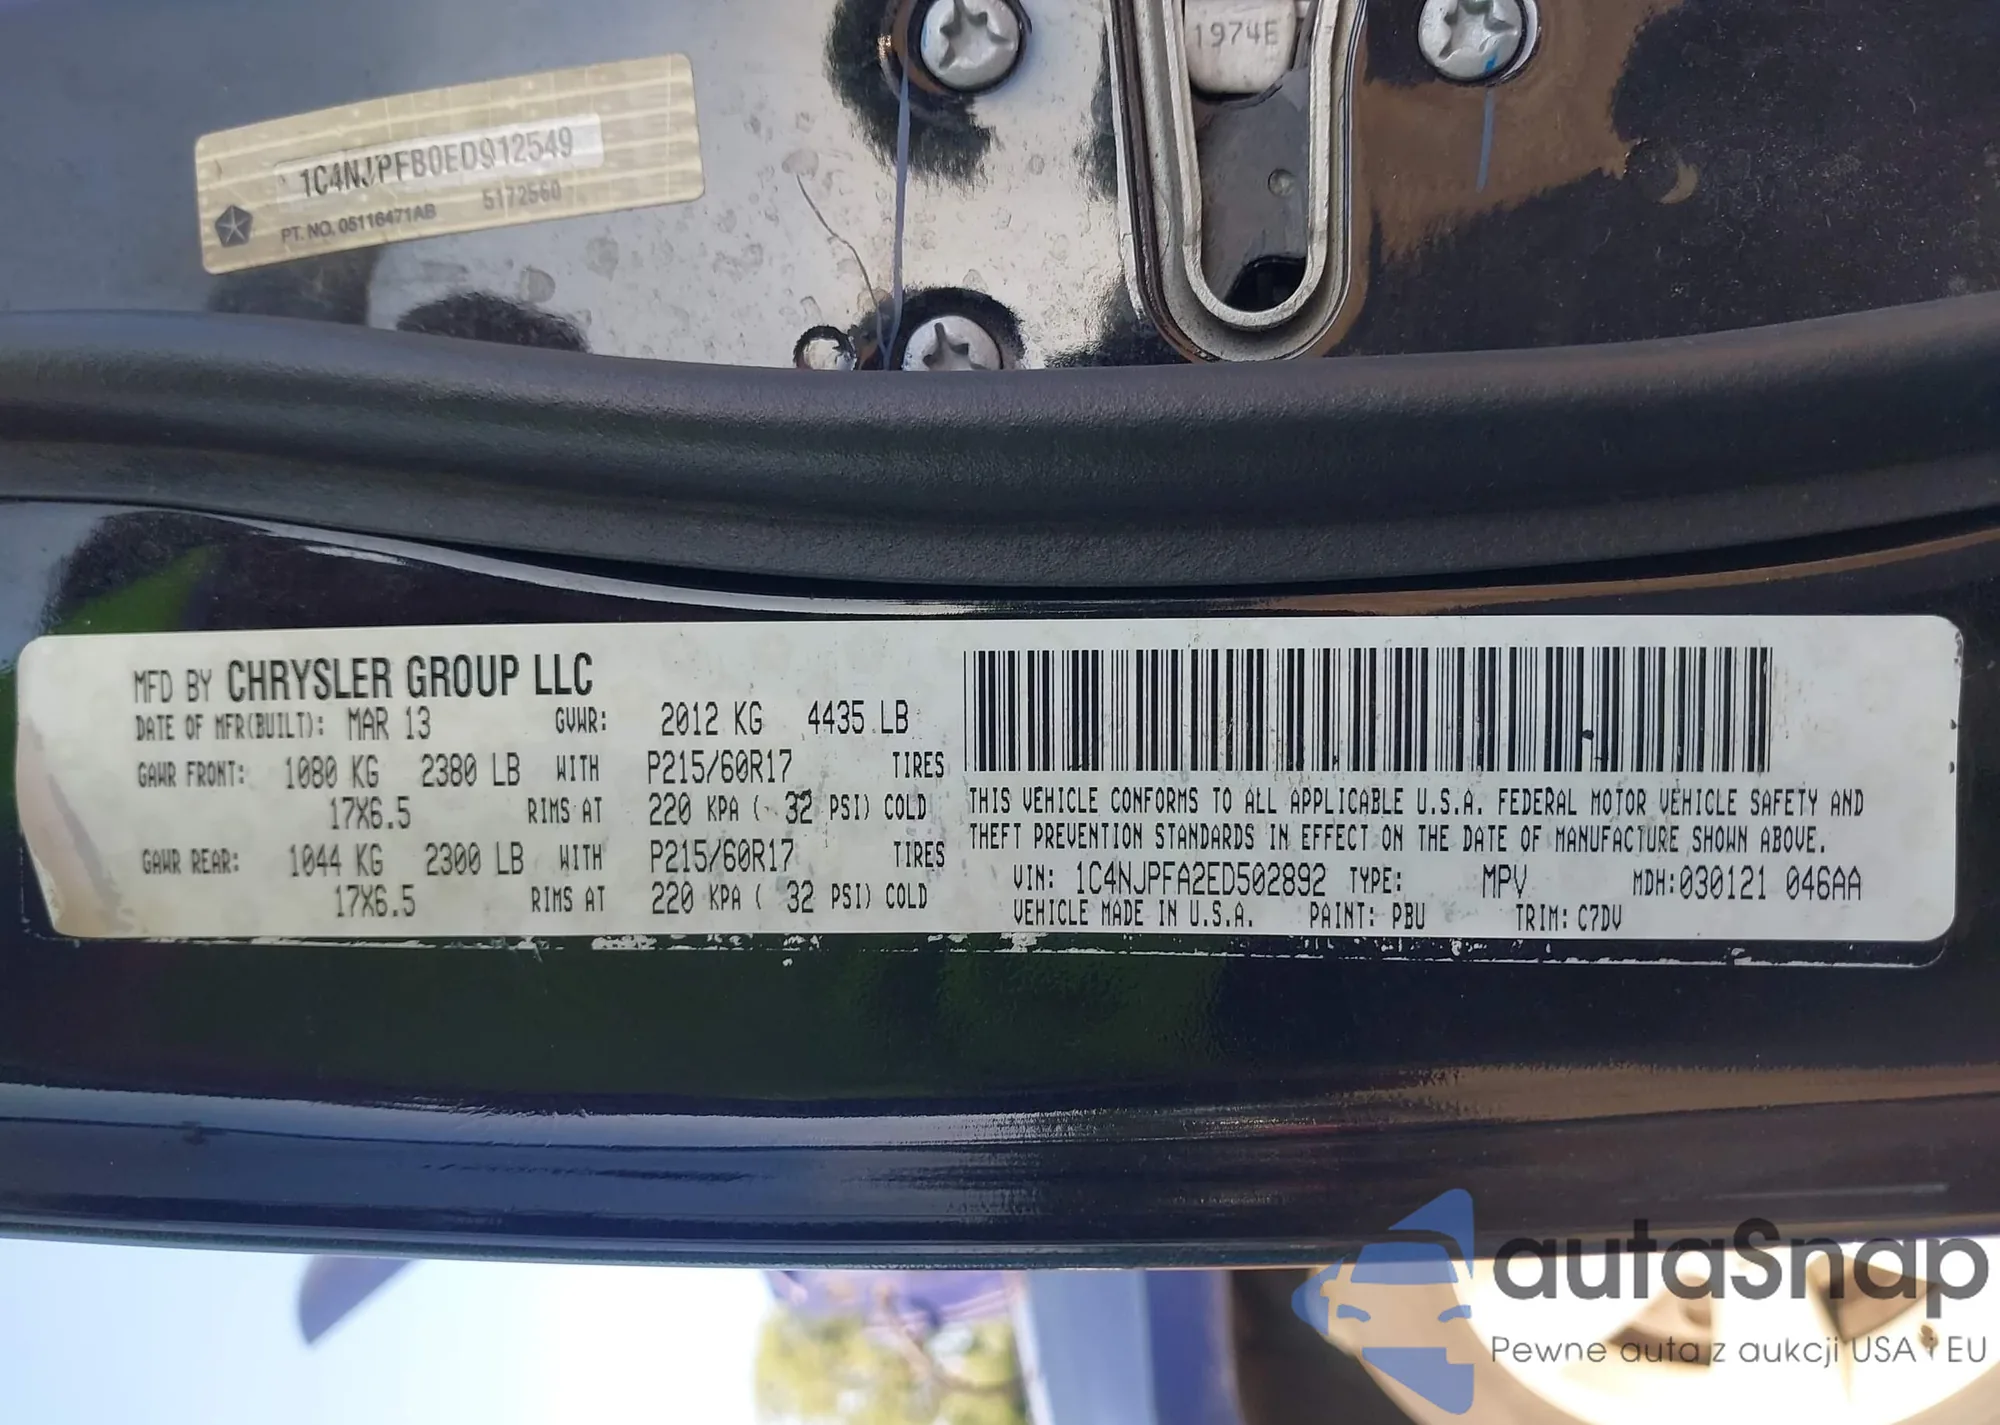 1974E
1C4NJPFB0ED912549
5172560
PT. NO. 05116471AB
MFD BY CHRYSLER GROUP LLC
DATE OF MFR(BUILT): MAR 13 GVWR: 2012 KG 4435 LB
GAWR FRONT: 1080 KG 2380 LB WITH P215/60R17 TIRES
17X6.5 RIMS AT 220 KPA ( 32 PSI) COLD
GAWR REAR: 1044 KG 2300 LB WITH P215/60R17 TIRES
17X6.5 RIMS AT 220 KPA ( 32 PSI) COLD
THIS VEHICLE CONFORMS TO ALL APPLICABLE U.S.A. FEDERAL MOTOR VEHICLE SAFETY AND
THEFT PREVENTION STANDARDS IN EFFECT ON THE DATE OF MANUFACTURE SHOWN ABOVE.
VIN: 1C4NJPFA2ED502892 TYPE: MPV MDH:030121 046AA
VEHICLE MADE IN U.S.A. PAINT: PBU TRIM: C7DV
autaSnap
Pewne auta z aukcji USA i EU